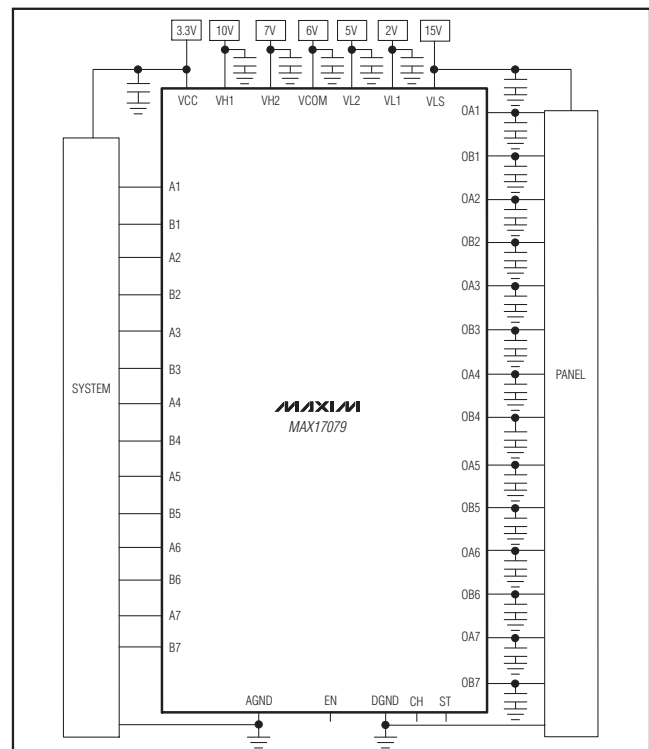 3.3V 10V 7V 6V 5V 2V 15V
VCC VH1 VH2 VCOM VL2 VL1 VLS
OA1
OB1
A1
OA2
B1
OB2
A2
OA3
B2
OB3
A3
B3
OA4
SYSTEM
PANEL
A4
MAXIM
OB4
MAX17079
B4
OA5
A5
OB5
B5
A6
OA6
B6
OB6
A7
OA7
B7
OB7
AGND EN DGND CH ST